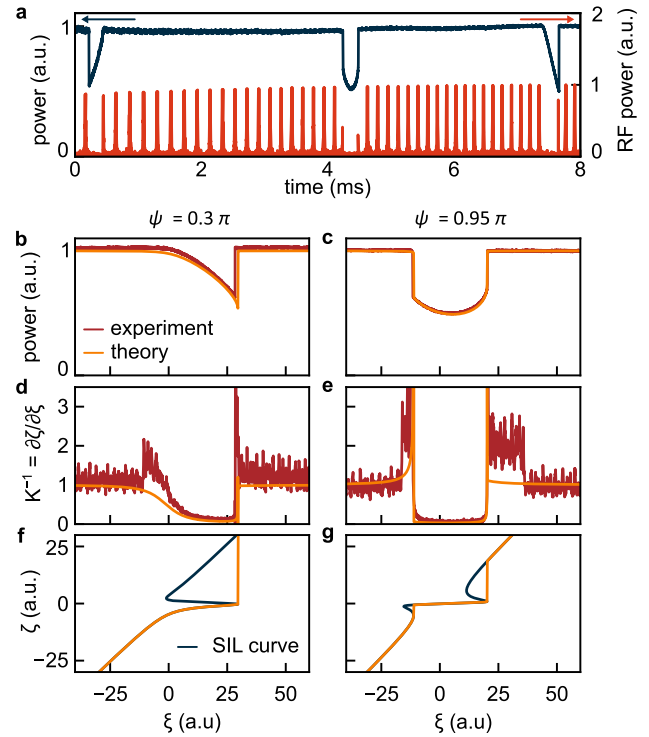 a
1
0
power (a.u.)
2
1
0
RF power (a.u.)
0
2
4
6
8
time (ms)
ψ = 0.3 π
ψ = 0.95 π
b
1
0
power (a.u.)
experiment
theory
c
d
3
2
1
0
K⁻¹ = ∂ζ/∂ξ
e
f
25
0
−25
ζ (a.u.)
g
SIL curve
0
25
50
ξ (a.u)
0
25
50
ξ (a.u)